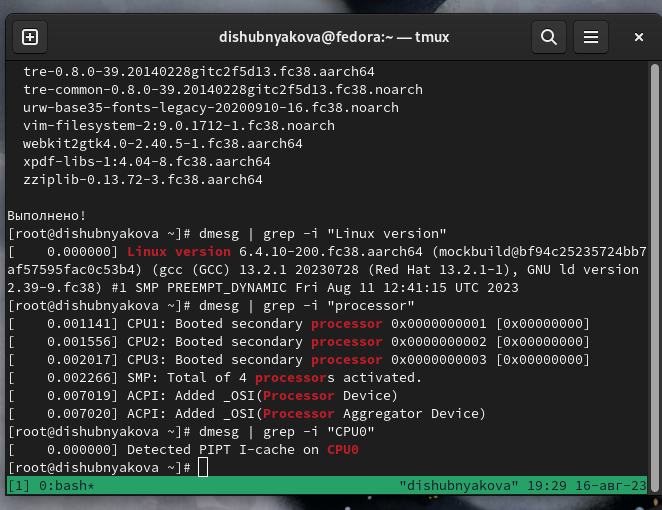 dishubnyakova@fedora:~ — tmux
tre-0.8.0-39.20140228gitc2f5d13.fc38.aarch64
tre-common-0.8.0-39.20140228gitc2f5d13.fc38.noarch
urw-base35-fonts-legacy-20200910-16.fc38.noarch
vim-filesystem-2:9.0.1712-1.fc38.noarch
webkit2gtk4.0-2.40.5-1.fc38.aarch64
xpdf-libs-1:4.04-8.fc38.aarch64
zziplib-0.13.72-3.fc38.aarch64
Выполнено!
[root@dishubnyakova ~]# dmesg | grep -i "Linux version"
[    0.000000] Linux version 6.4.10-200.fc38.aarch64 (mockbuild@bf94c25235724bb7
af57595fac0c53b4) (gcc (GCC) 13.2.1 20230728 (Red Hat 13.2.1-1), GNU ld version
2.39-9.fc38) #1 SMP PREEMPT_DYNAMIC Fri Aug 11 12:41:15 UTC 2023
[root@dishubnyakova ~]# dmesg | grep -i "processor"
[    0.001141] CPU1: Booted secondary processor 0x0000000001 [0x00000000]
[    0.001556] CPU2: Booted secondary processor 0x0000000002 [0x00000000]
[    0.002017] CPU3: Booted secondary processor 0x0000000003 [0x00000000]
[    0.002266] SMP: Total of 4 processors activated.
[    0.007019] ACPI: Added _OSI(Processor Device)
[    0.007020] ACPI: Added _OSI(Processor Aggregator Device)
[root@dishubnyakova ~]# dmesg | grep -i "CPU0"
[    0.000000] Detected PIPT I-cache on CPU0
[root@dishubnyakova ~]#
[1] 0:bash* "dishubnyakova" 19:29 16-авг-23